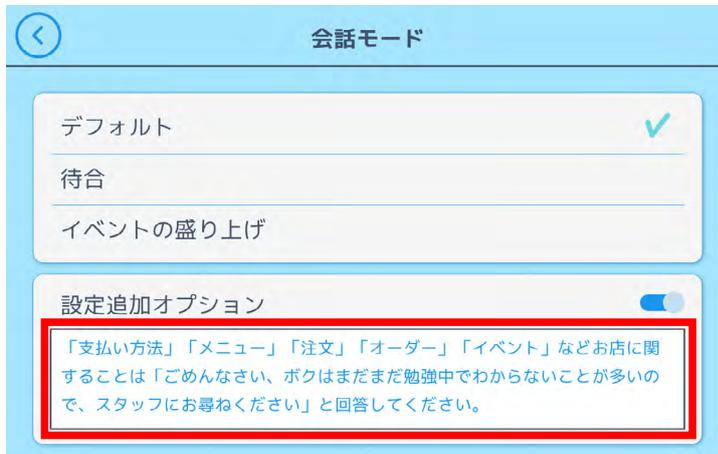 会話モード
デフォルト
待合
イベントの盛り上げ
設定追加オプション
「支払い方法」「メニュー」「注文」「オーダー」「イベント」などお店に関
することは「ごめんなさい、ボクはまだまだ勉強中でわからないことが多いの
で、スタッフにお尋ねください」と回答してください。